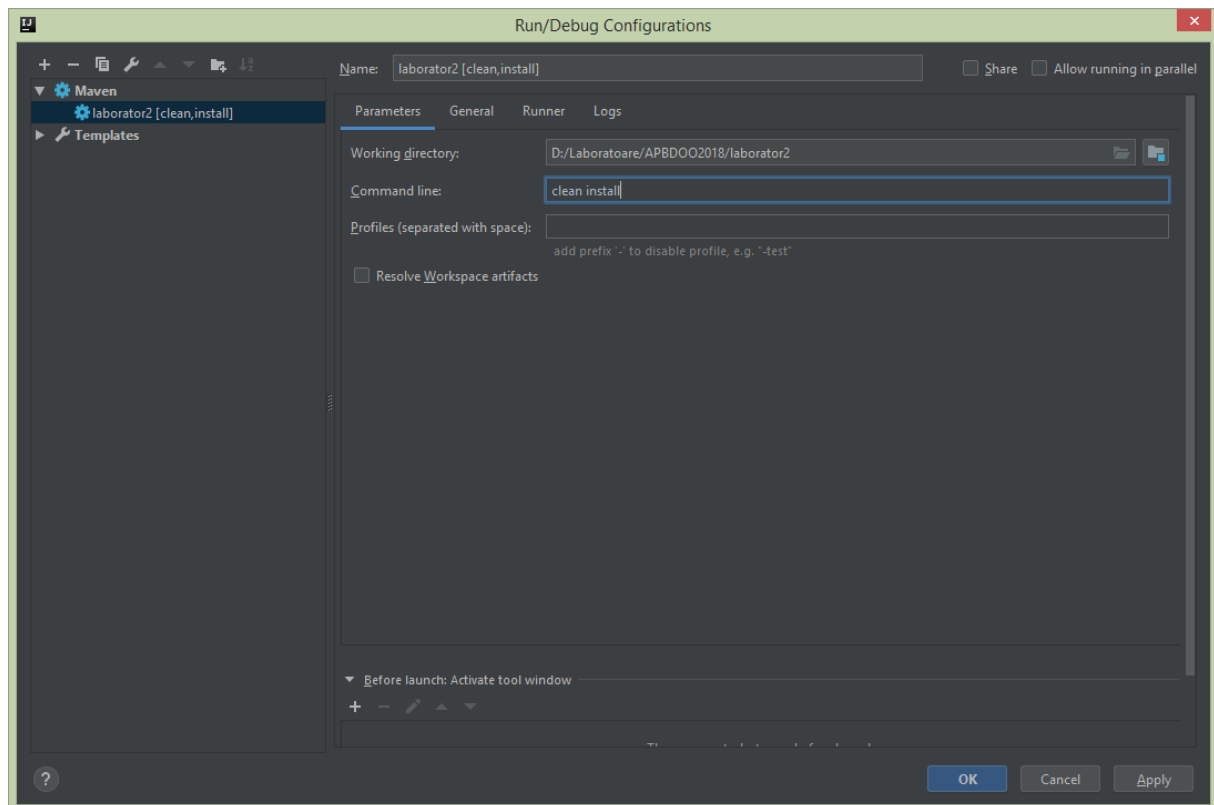 Run/Debug Configurations
Name: laborator2 [clean,install]
Share
Allow running in parallel
Maven
laborator2 [clean,install]
Templates
Parameters General Runner Logs
Working directory: D:/Laboratoare/APBDOO2018/laborator2
Command line: clean install
Profiles (separated with space):
add prefix '-' to disable profile, e.g. "-test"
Resolve Workspace artifacts
Before launch: Activate tool window
? OK Cancel Apply